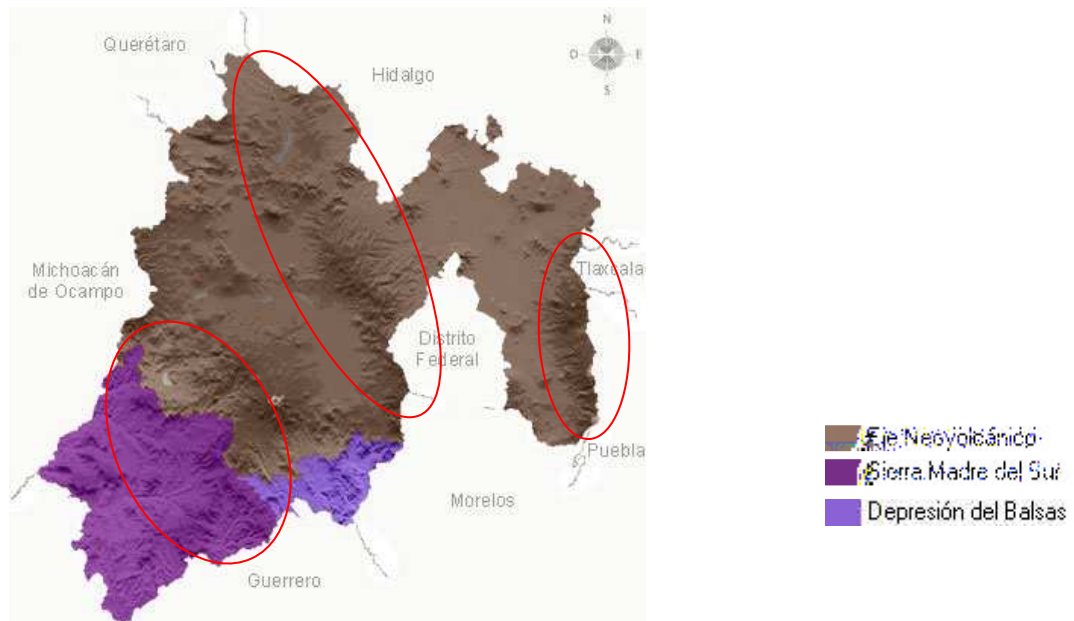 Querétaro
Hidalgo
N
O
E
S
Michoacán
de Ocampo
Tlaxcala
Distrito
Federal
Puebla
Morelos
Guerrero
Eje Neovolcánico
Sierra Madre del Sur
Depresión del Balsas